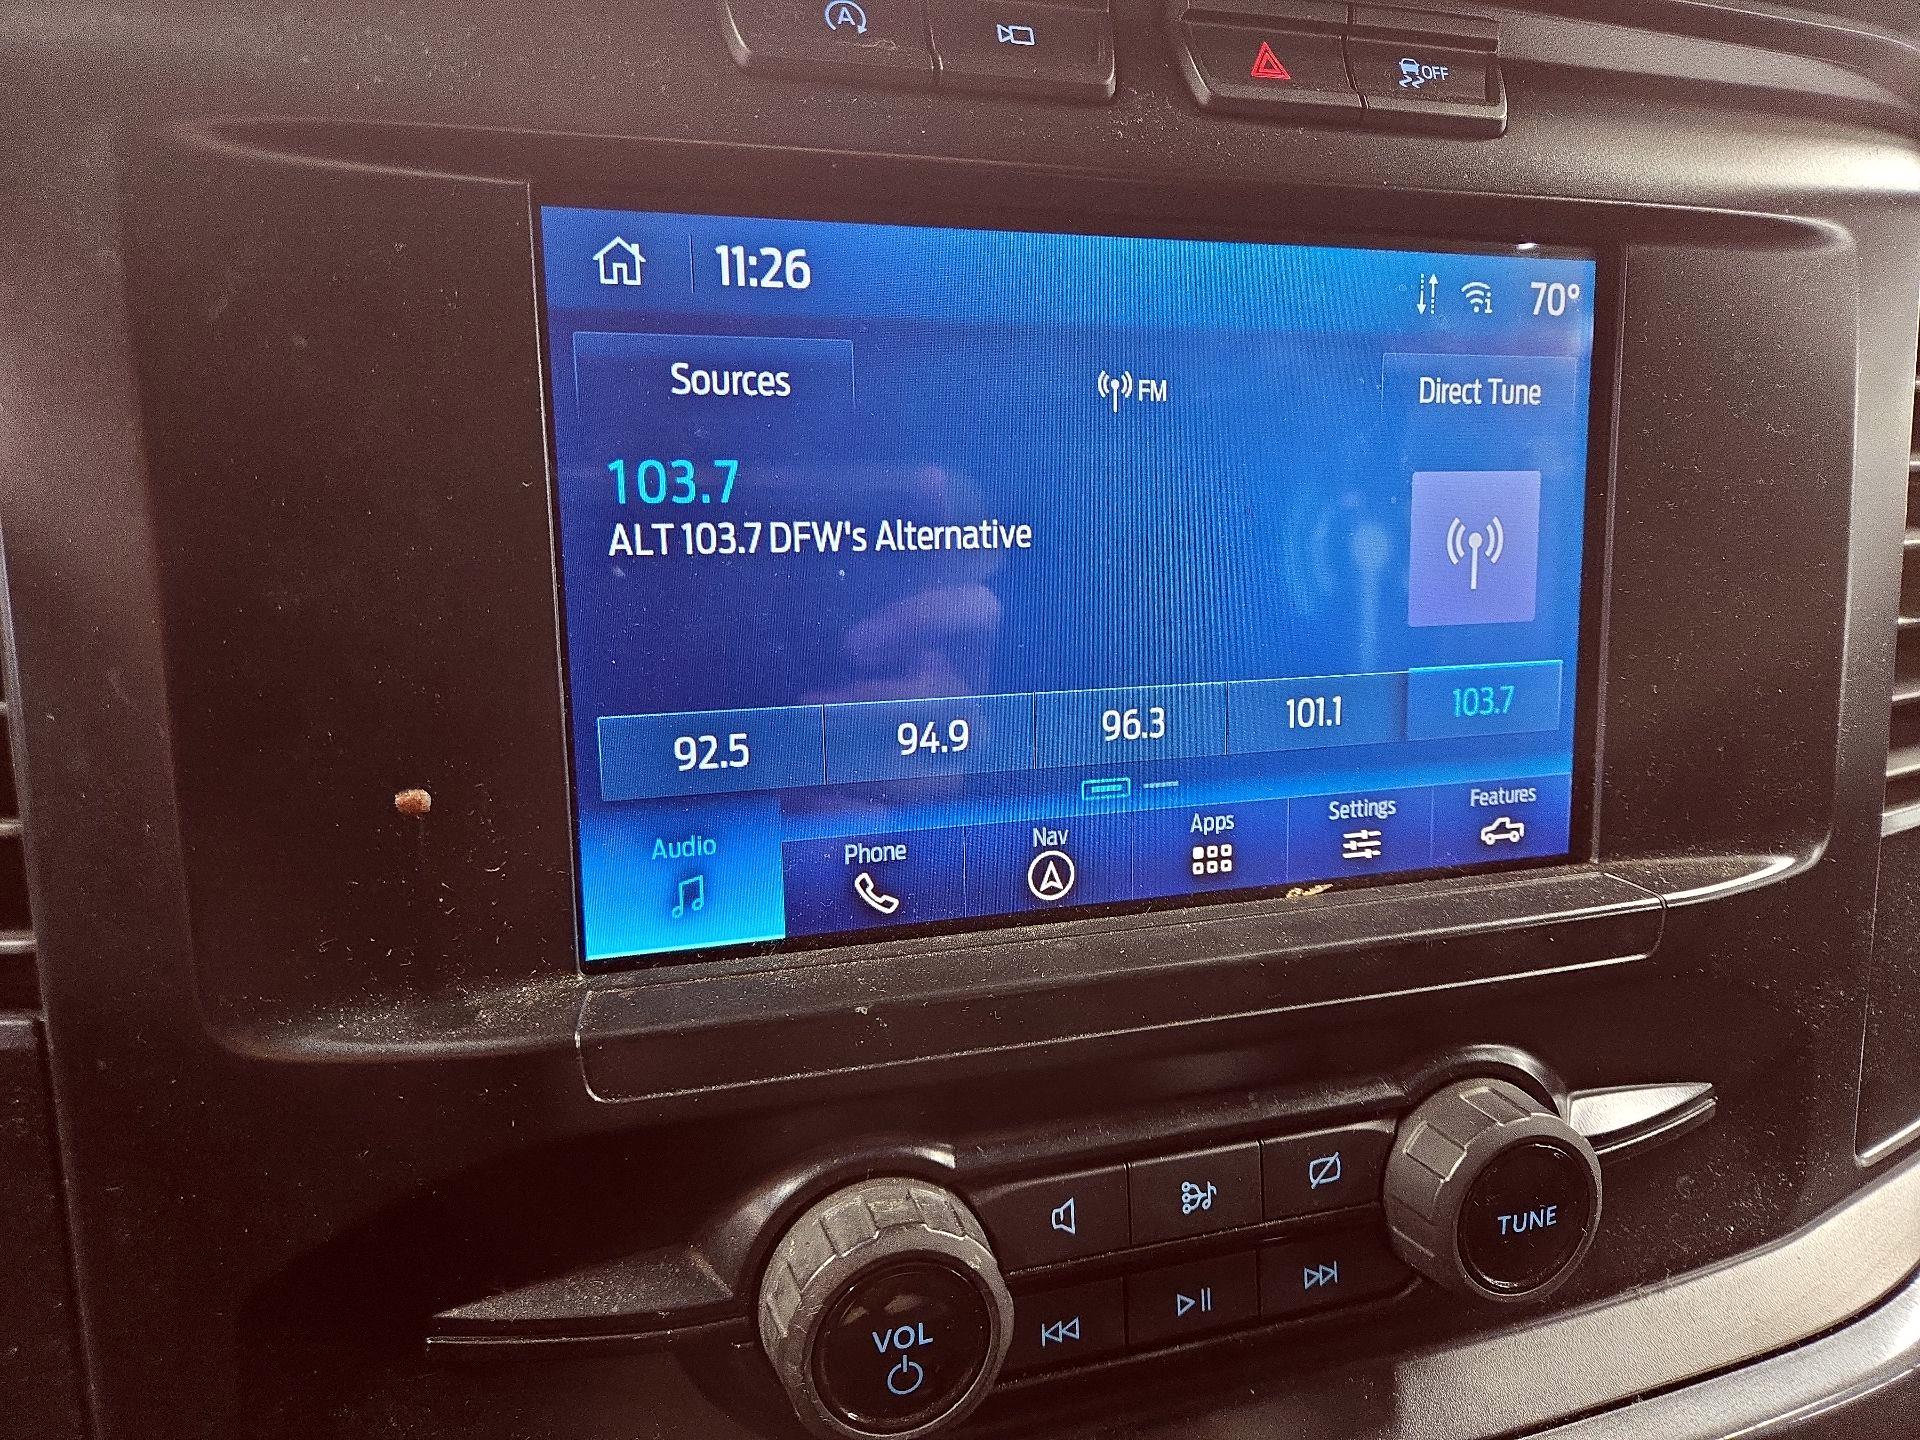 A
OFF
11:26
70°
Sources
FM
Direct Tune
103.7
ALT 103.7 DFW's Alternative
92.5
94.9
96.3
101.1
103.7
Audio
Phone
Nav
Apps
Settings
Features
VOL
TUNE